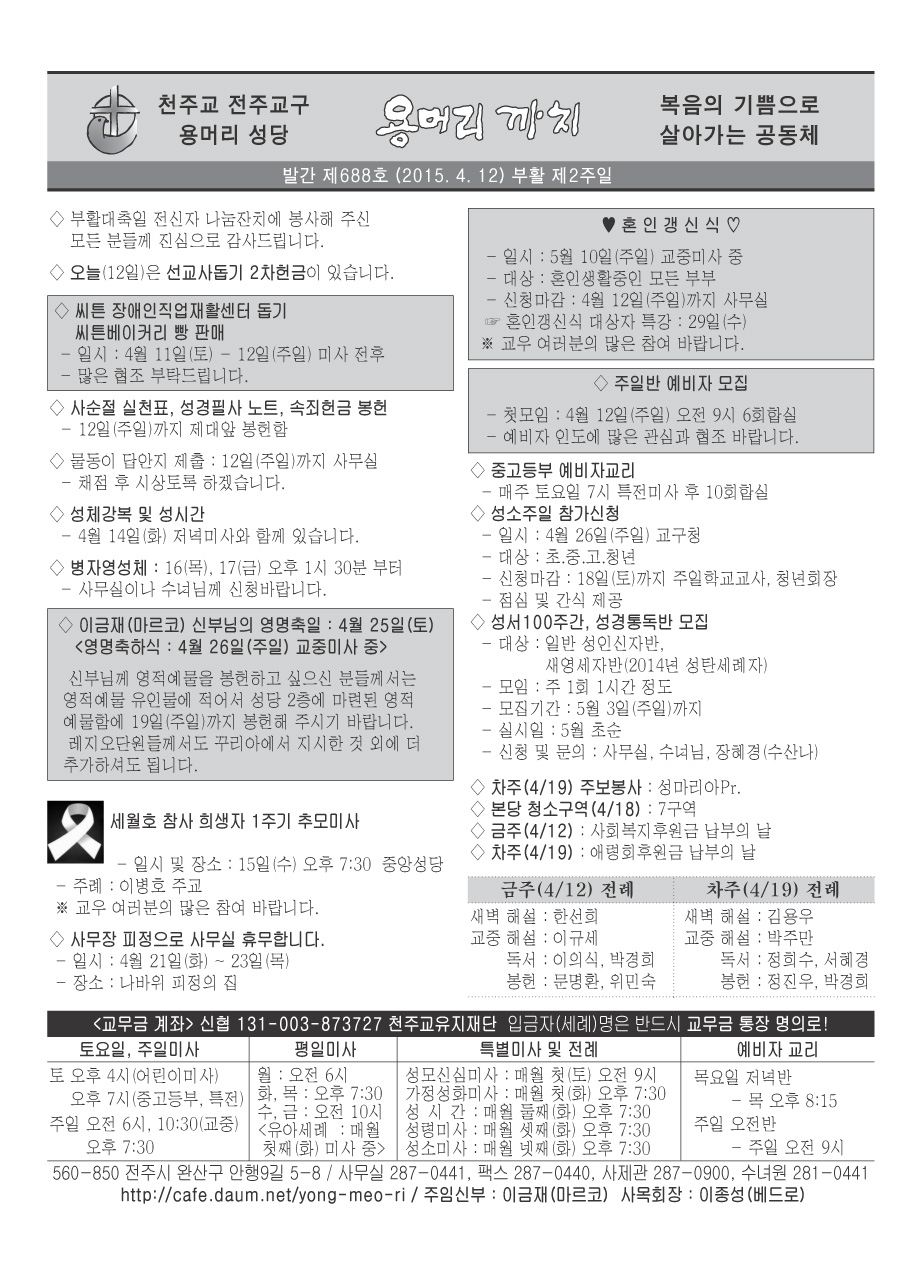 천주교 전주교구
용머리 성당
용머리 까치
복음의 기쁨으로
살아가는 공동체
발간 제688호 (2015. 4. 12) 부활 제2주일
◇ 부활대축일 전신자 나눔잔치에 봉사해 주신
모든 분들께 진심으로 감사드립니다.
◇ 오늘(12일)은 선교사돕기 2차헌금이 있습니다.
◇ 씨튼 장애인직업재활센터 돕기
씨튼베이커리 빵 판매
- 일시 : 4월 11일(토) - 12일(주일) 미사 전후
- 많은 협조 부탁드립니다.
◇ 사순절 실천표, 성경필사 노트, 속죄헌금 봉헌
- 12일(주일)까지 제대앞 봉헌함
◇ 물동이 답안지 제출 : 12일(주일)까지 사무실
- 채점 후 시상토록 하겠습니다.
◇ 성체강복 및 성시간
- 4월 14일(화) 저녁미사와 함께 있습니다.
◇ 병자영성체 : 16(목), 17(금) 오후 1시 30분 부터
- 사무실이나 수녀님께 신청바랍니다.
◇ 이금재(마르코) 신부님의 영명축일 : 4월 25일(토)
<영명축하식 : 4월 26일(주일) 교중미사 중>
신부님께 영적예물을 봉헌하고 싶으신 분들께서는
영적예물 유인물에 적어서 성당 2층에 마련된 영적
예물함에 19일(주일)까지 봉헌해 주시기 바랍니다.
레지오단원들께서도 꾸리아에서 지시한 것 외에 더
추가하셔도 됩니다.
세월호 참사 희생자 1주기 추모미사
- 일시 및 장소 : 15일(수) 오후 7:30 중앙성당
- 주례 : 이병호 주교
※ 교우 여러분의 많은 참여 바랍니다.
◇ 사무장 피정으로 사무실 휴무합니다.
- 일시 : 4월 21일(화) ~ 23일(목)
- 장소 : 나바위 피정의 집
♥ 혼 인 갱 신 식 ♡
- 일시 : 5월 10일(주일) 교중미사 중
- 대상 : 혼인생활중인 모든 부부
- 신청마감 : 4월 12일(주일)까지 사무실
☞ 혼인갱신식 대상자 특강 : 29일(수)
※ 교우 여러분의 많은 참여 바랍니다.
◇ 주일반 예비자 모집
- 첫모임 : 4월 12일(주일) 오전 9시 6회합실
- 예비자 인도에 많은 관심과 협조 바랍니다.
◇ 중고등부 예비자교리
- 매주 토요일 7시 특전미사 후 10회합실
◇ 성소주일 참가신청
- 일시 : 4월 26일(주일) 교구청
- 대상 : 초.중.고.청년
- 신청마감 : 18일(토)까지 주일학교교사, 청년회장
- 점심 및 간식 제공
◇ 성서100주간, 성경통독반 모집
- 대상 : 일반 성인신자반,
새영세자반(2014년 성탄세례자)
- 모임 : 주 1회 1시간 정도
- 모집기간 : 5월 3일(주일)까지
- 실시일 : 5월 초순
- 신청 및 문의 : 사무실, 수녀님, 장혜경(수산나)
◇ 차주(4/19) 주보봉사 : 성마리아Pr.
◇ 본당 청소구역(4/18) : 7구역
◇ 금주(4/12) : 사회복지후원금 납부의 날
◇ 차주(4/19) : 애령회후원금 납부의 날
금주(4/12) 전례
새벽 해설 : 한선희
교중 해설 : 이규세
독서 : 이의식, 박경희
봉헌 : 문명환, 위민숙
차주(4/19) 전례
새벽 해설 : 김용우
교중 해설 : 박주만
독서 : 정희수, 서혜경
봉헌 : 정진우, 박경희
<교무금 계좌> 신협 131-003-873727 천주교유지재단 입금자(세례)명은 반드시 교무금 통장 명의로!
토요일, 주일미사
토 오후 4시(어린이미사)
오후 7시(중고등부, 특전)
주일 오전 6시, 10:30(교중)
오후 7:30
평일미사
월 : 오전 6시
화, 목 : 오후 7:30
수, 금 : 오전 10시
<유아세례 : 매월
첫째(화) 미사 중>
특별미사 및 전례
성모신심미사 : 매월 첫(토) 오전 9시
가정성화미사 : 매월 첫(화) 오후 7:30
성 시 간 : 매월 둘째(화) 오후 7:30
성령미사 : 매월 셋째(화) 오후 7:30
성소미사 : 매월 넷째(화) 오후 7:30
예비자 교리
목요일 저녁반
- 목 오후 8:15
주일 오전반
- 주일 오전 9시
560-850 전주시 완산구 안행9길 5-8 / 사무실 287-0441, 팩스 287-0440, 사제관 287-0900, 수녀원 281-0441
http://cafe.daum.net/yong-meo-ri / 주임신부 : 이금재(마르코) 사목회장 : 이종성(베드로)